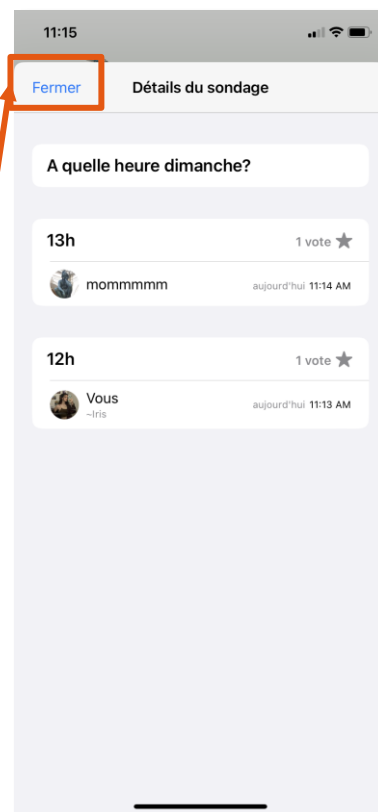 11:15
Fermer Détails du sondage
A quelle heure dimanche?
13h 1 vote
mommmmm aujourd'hui 11:14 AM
12h 1 vote
Vous aujourd'hui 11:13 AM
~Iris